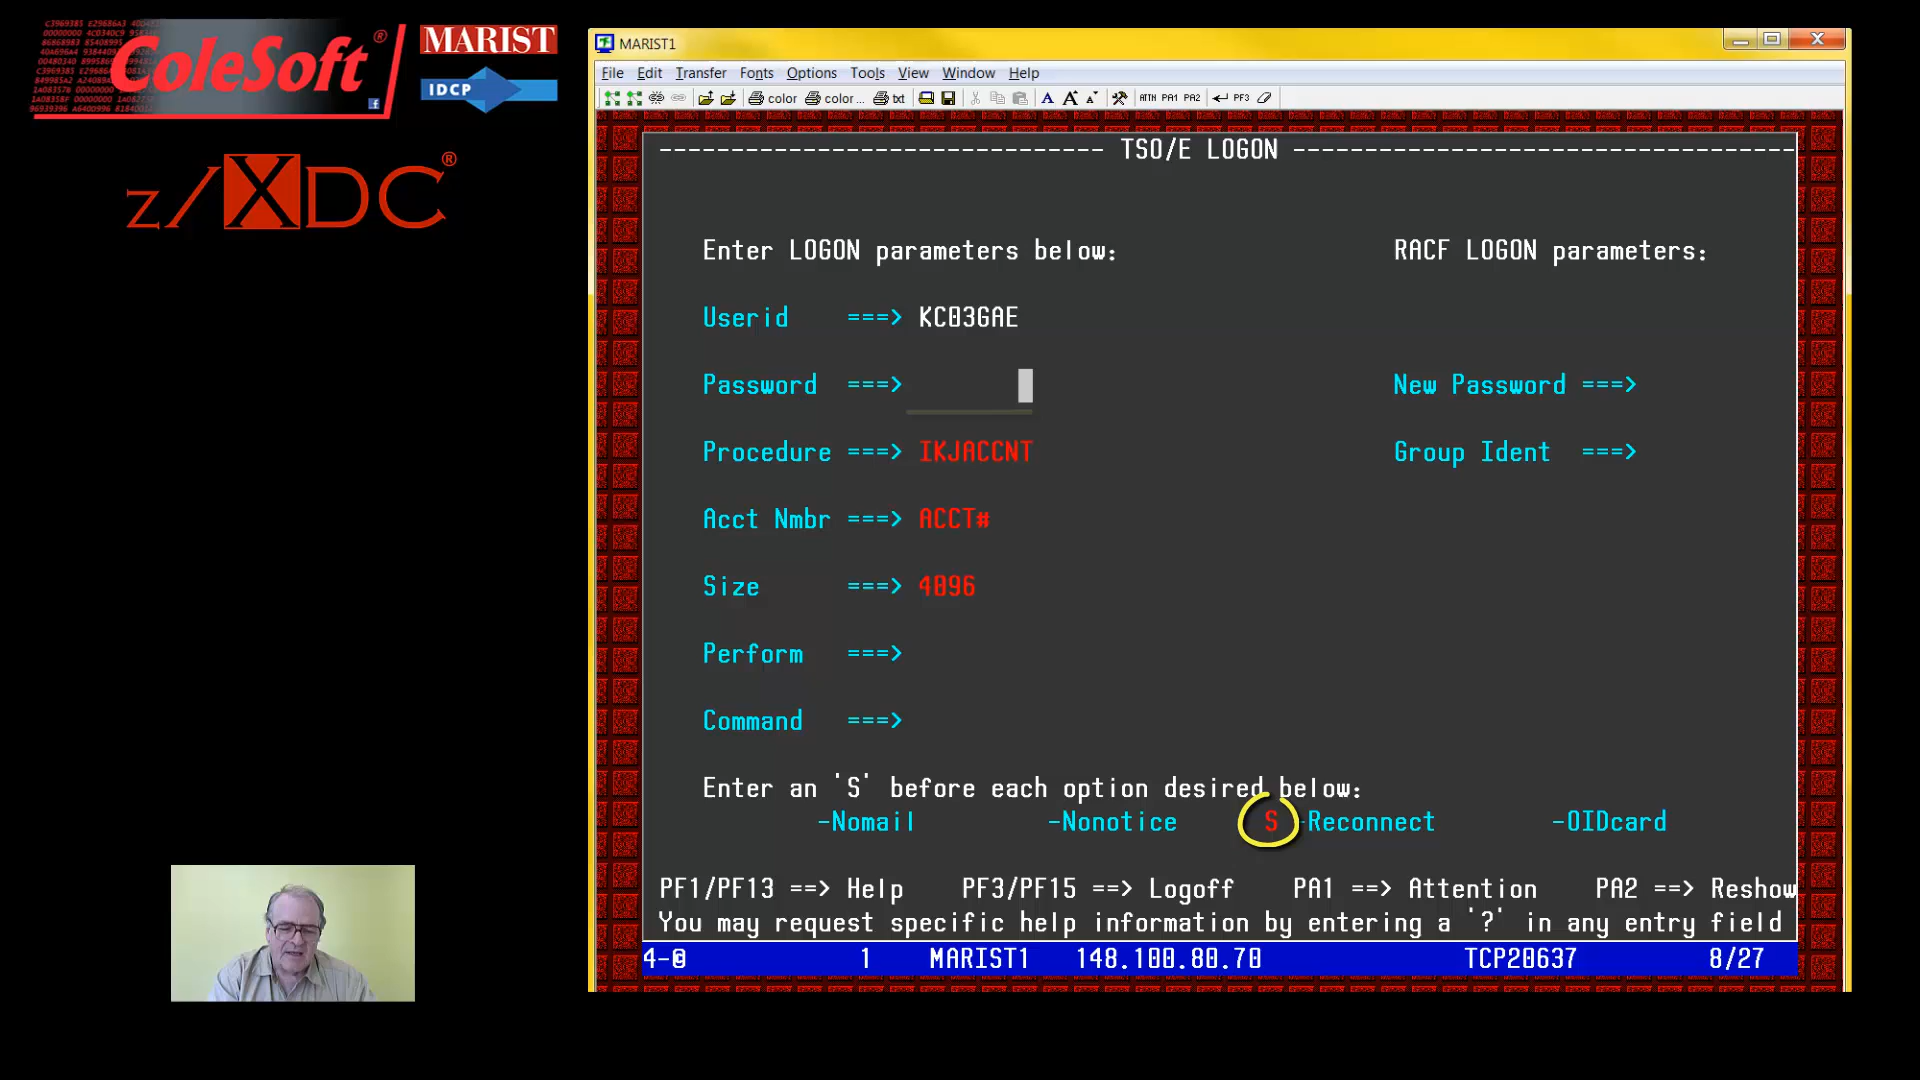 ColeSoft®
MARIST
IDCP
z/XDC®
MARIST1
File Edit Transfer Fonts Options Tools View Window Help
color color... txt A A A ATTN PA1 PA2 PF3
TSO/E LOGON
Enter LOGON parameters below: RACF LOGON parameters:
Userid ===> KC03GAE
Password ===> New Password ===>
Procedure ===> IKJACCNT Group Ident ===>
Acct Nmbr ===> ACCT#
Size ===> 4096
Perform ===>
Command ===>
Enter an 'S' before each option desired below:
-Nomail -Nonotice S -Reconnect -OIDcard
PF1/PF13 ==> Help PF3/PF15 ==> Logoff PA1 ==> Attention PA2 ==> Reshow
You may request specific help information by entering a '?' in any entry field
4-@ 1 MARIST1 148.100.80.70 TCP20637 8/27